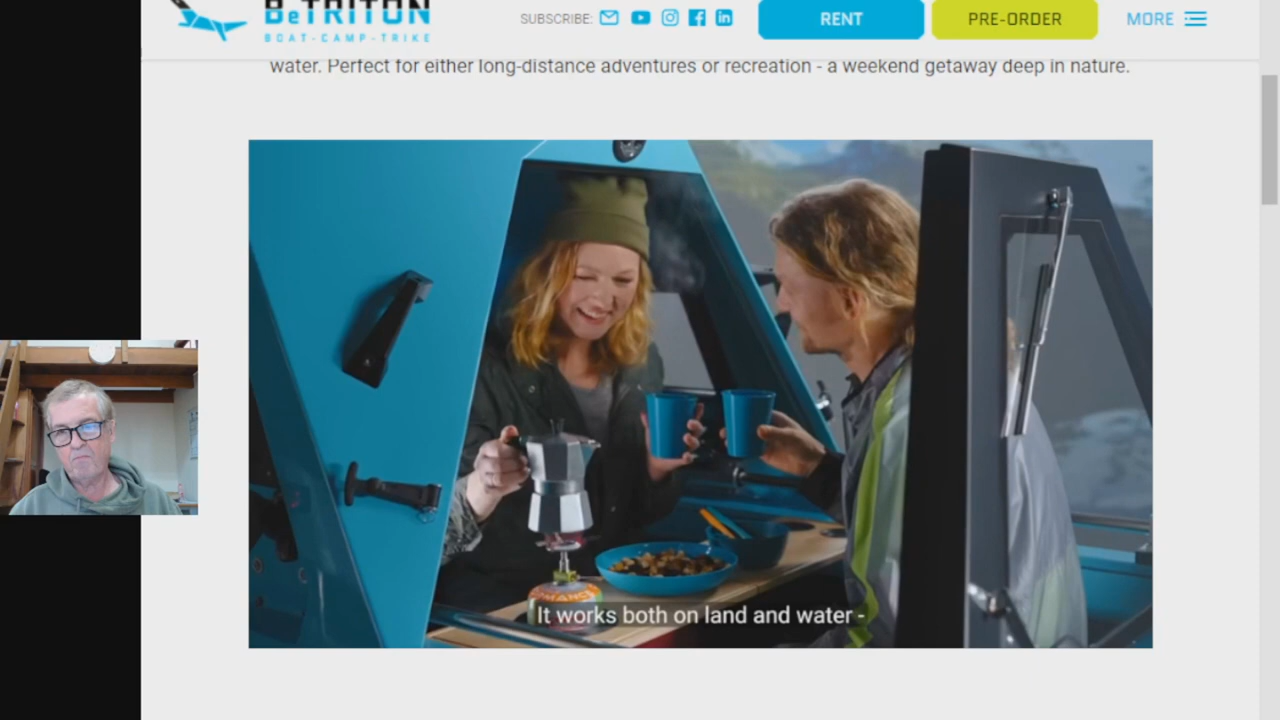 BeTRITON
BOAT-CAMP-TRIKE
SUBSCRIBE:
RENT
PRE-ORDER
MORE
water. Perfect for either long-distance adventures or recreation - a weekend getaway deep in nature.
It works both on land and water -